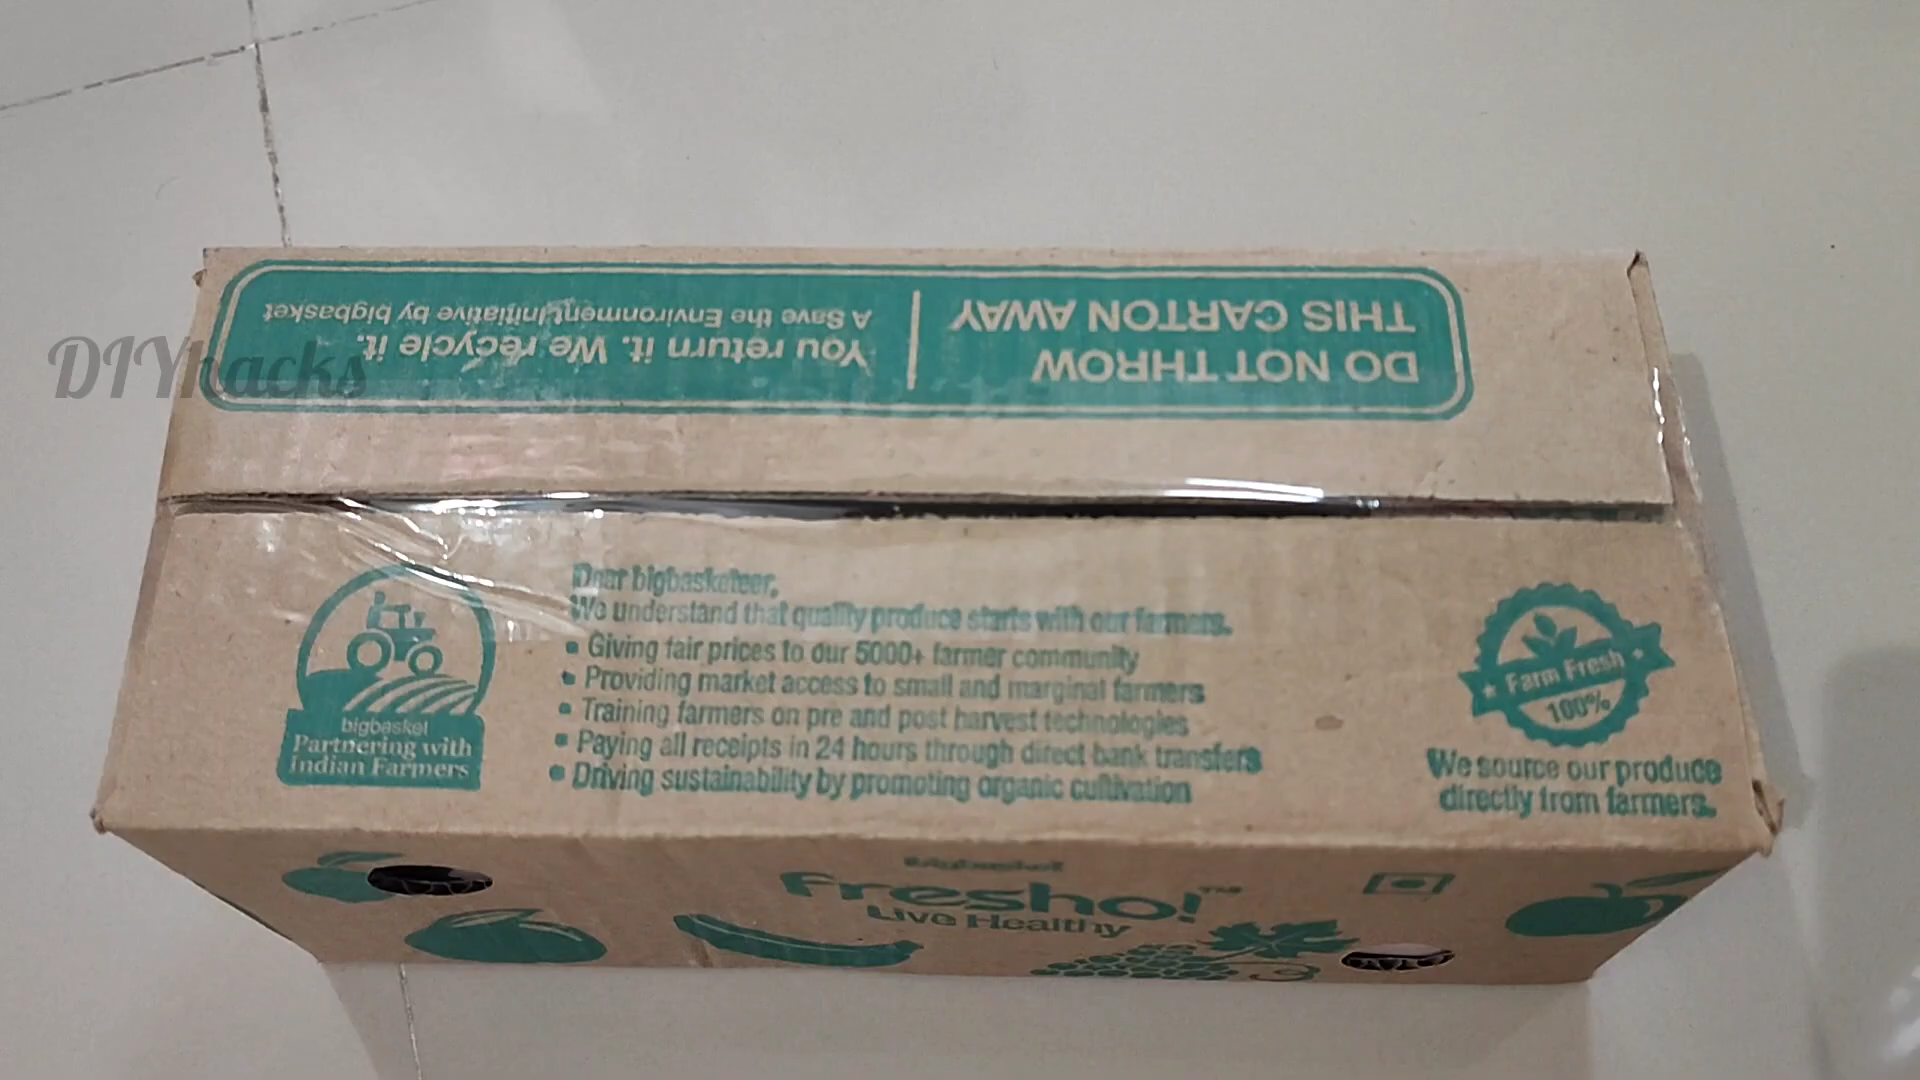 DO NOT THROW
THIS CARTON AWAY
You return it. We recycle it.
A Save the Environment Initiative by bigbasket
DIYhacks
Dear bigbasketeer,
We understand that quality produce starts with our farmers.
• Giving fair prices to our 5000+ farmer community
• Providing market access to small and marginal farmers
• Training farmers on pre and post harvest technologies
• Paying all receipts in 24 hours through direct bank transfers
• Driving sustainability by promoting organic cultivation
bigbasket
Partnering with
Indian Farmers
Farm Fresh
100%
We source our produce
directly from farmers.
bigbasket
fresho!™
Live Healthy